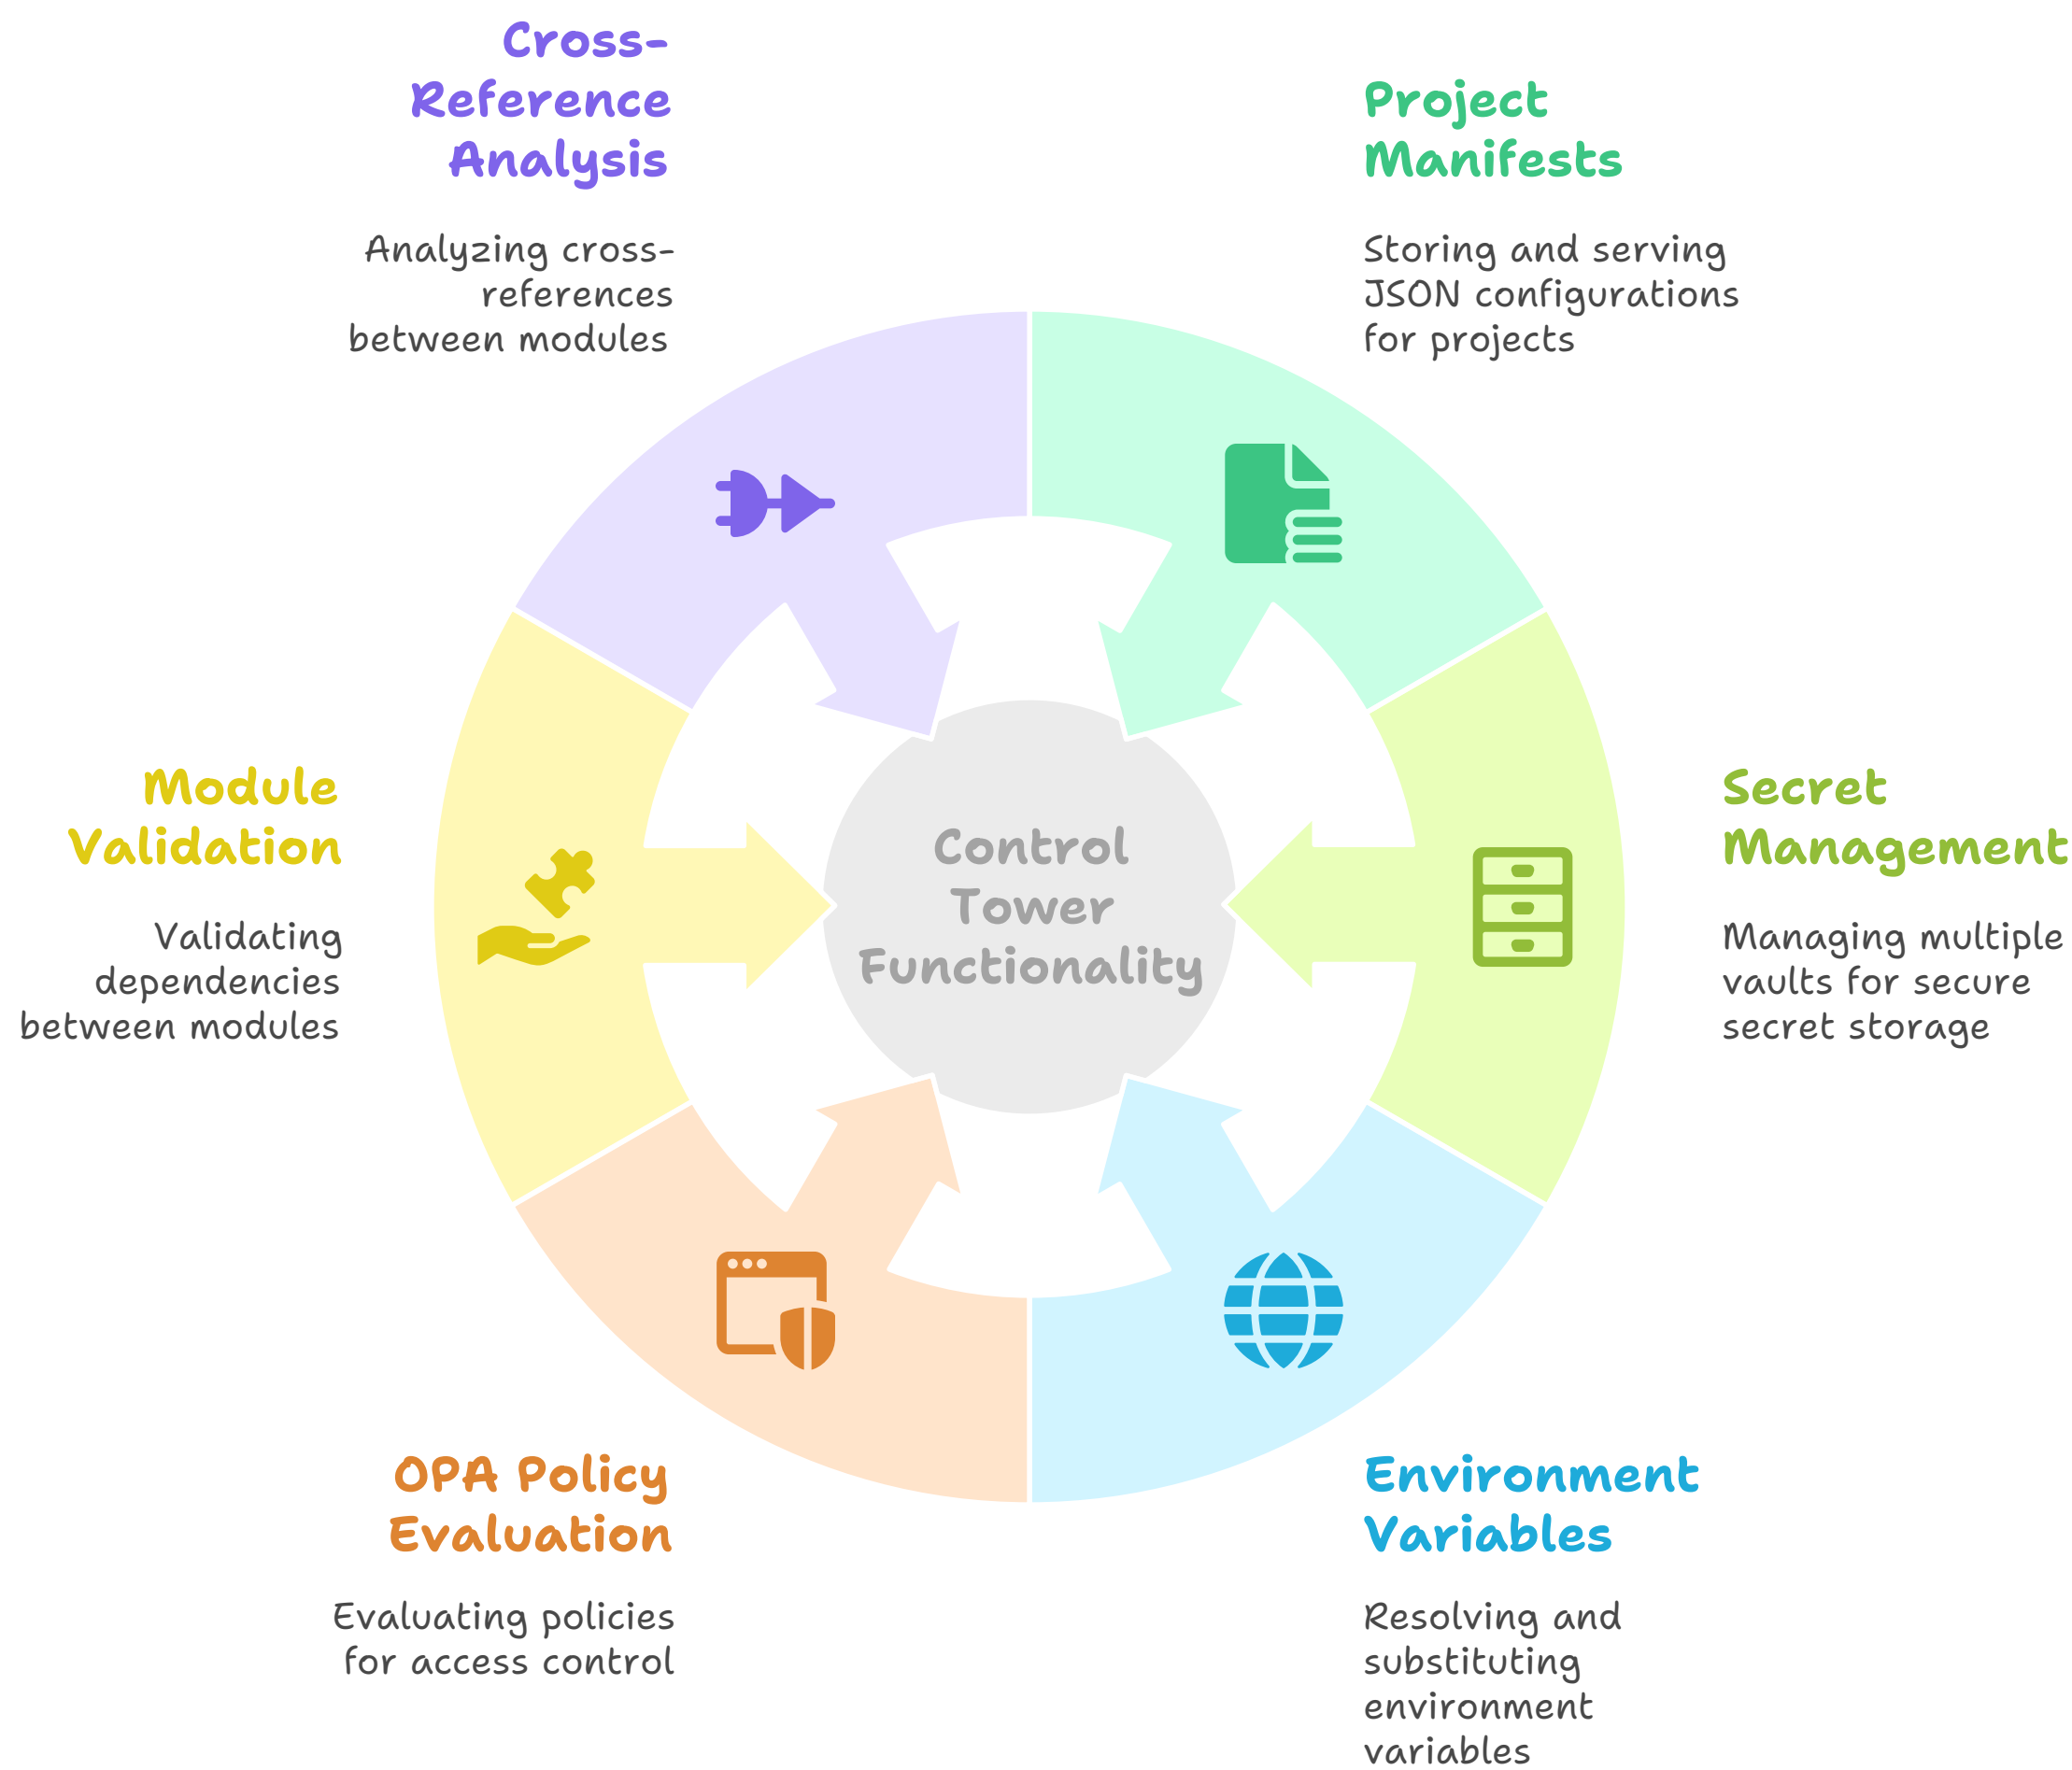 Cross-
Reference
Analysis
Analyzing cross-
references
between modules
Project
Manifests
Storing and serving
JSON configurations
for projects
Module
Validation
Validating
dependencies
between modules
Control
Tower
Functionality
Secret
Management
Managing multiple
vaults for secure
secret storage
OPA Policy
Evaluation
Evaluating policies
for access control
Environment
Variables
Resolving and
substituting
environment
variables